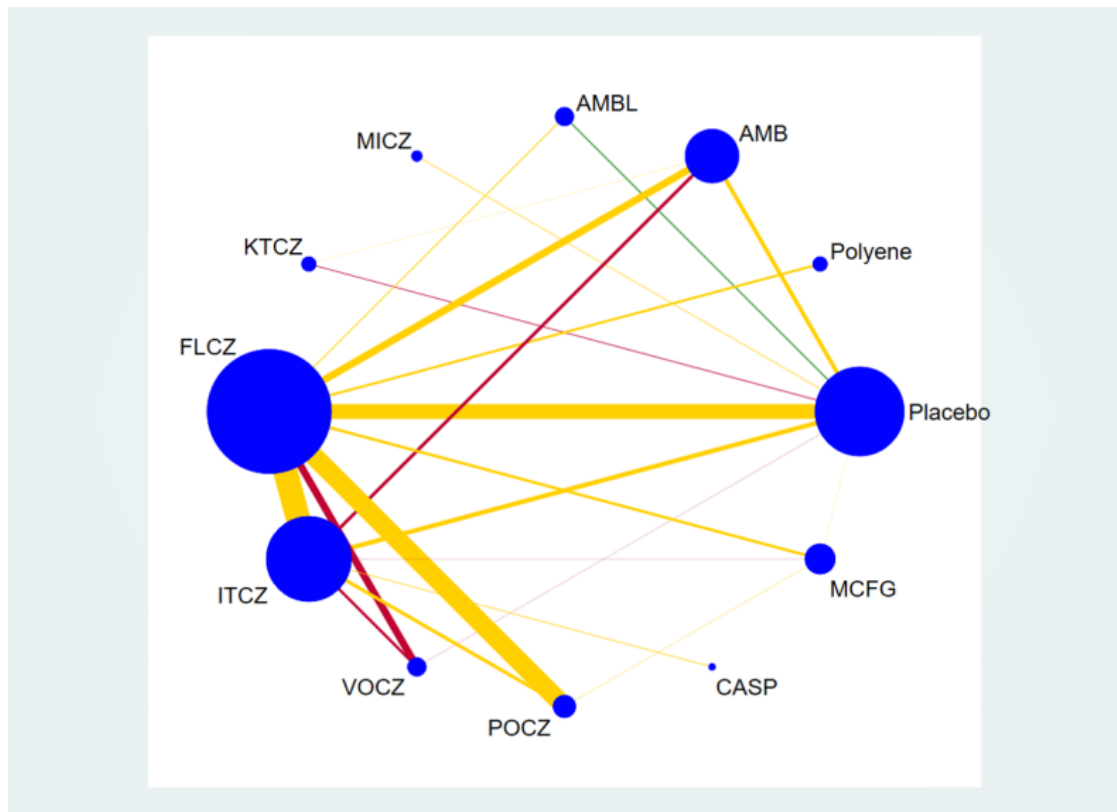 AMBL
AMB
MICZ
KTCZ
Polyene
FLCZ
Placebo
ITCZ
MCFG
VOCZ
CASP
POCZ